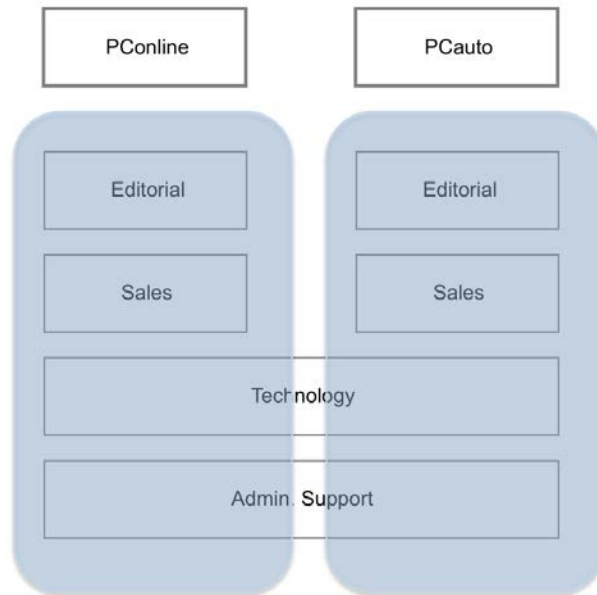 PConline
PCauto
Editorial
Editorial
Sales
Sales
Technology
Admin. Support